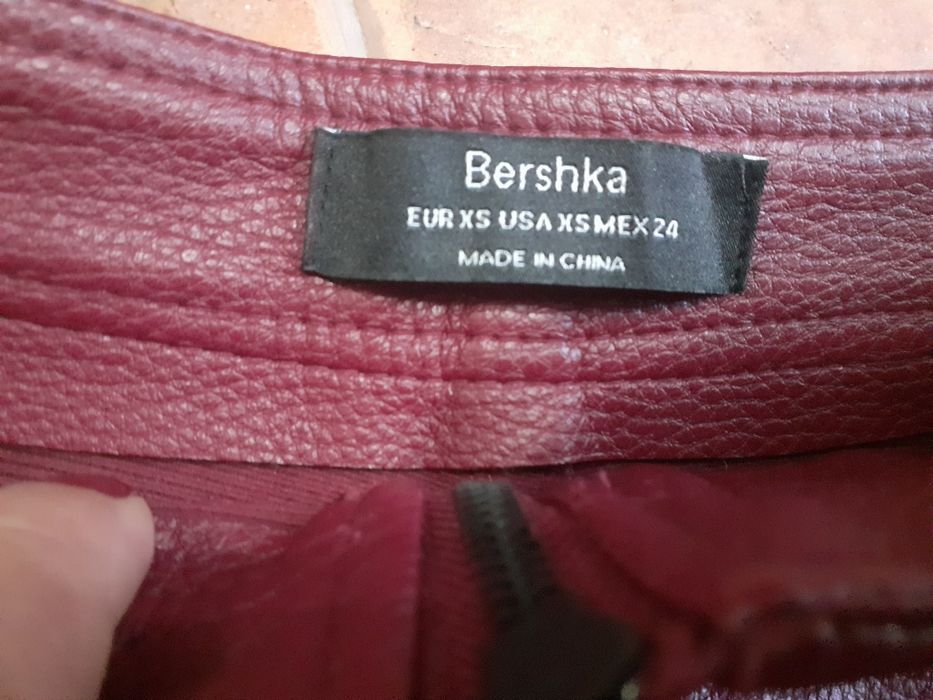 Bershka
EUR XS USA XS MEX 24
MADE IN CHINA